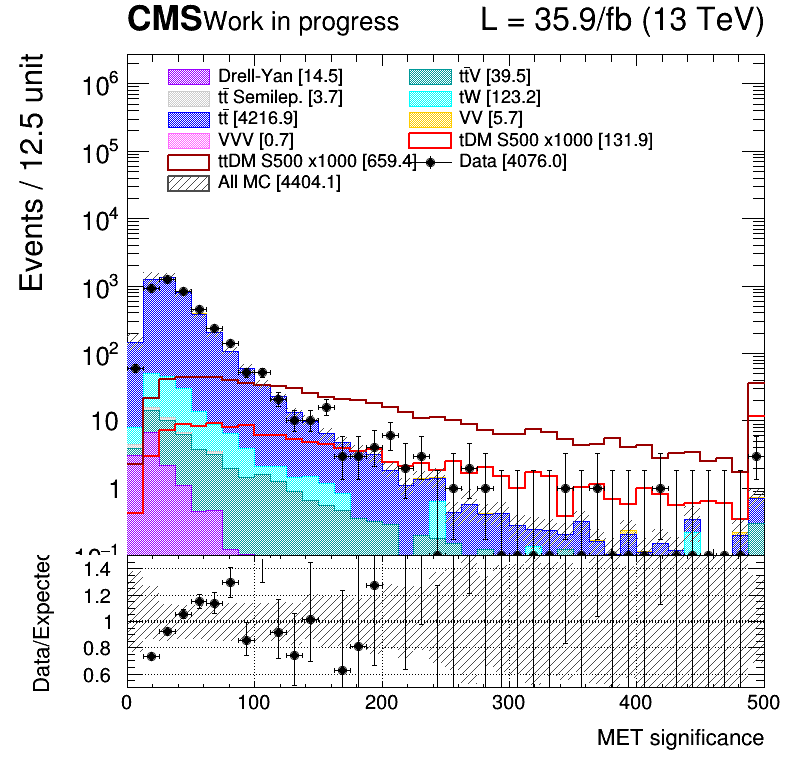 CMS Work in progress L = 35.9/fb (13 TeV)
Events / 12.5 unit
Drell-Yan [14.5] tt̄V [39.5]
tt̄ Semilep. [3.7] tW [123.2]
tt̄ [4216.9] VV [5.7]
VVV [0.7] tDM S500 x1000 [131.9]
ttDM S500 x1000 [659.4] Data [4076.0]
All MC [4404.1]
10⁶
10⁵
10⁴
10³
10²
10
1
10⁻¹
Data/Expected
1.4
1.2
1
0.8
0.6
0 100 200 300 400 500
MET significance